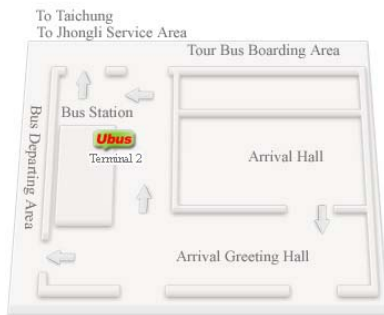 To Taichung
To Jhongli Service Area
Tour Bus Boarding Area
Bus Station
Ubus
Terminal 2
Bus Departing Area
Arrival Hall
Arrival Greeting Hall